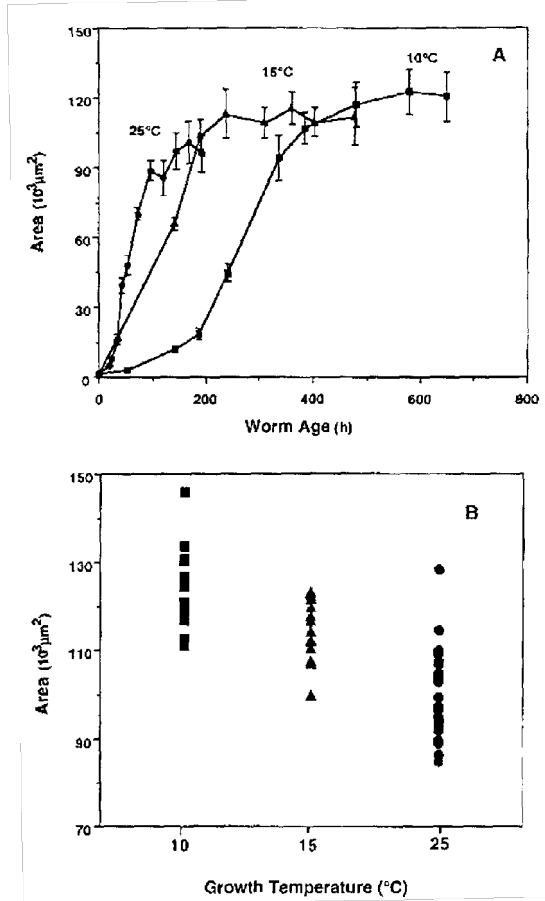 150
A
15°C
10°C
120
25°C
90
60
30
0
Area (10³µm²)
0 200 400 600 800
Worm Age (h)
150
B
130
110
90
70
Area (10³µm²)
10 15 25
Growth Temperature (°C)